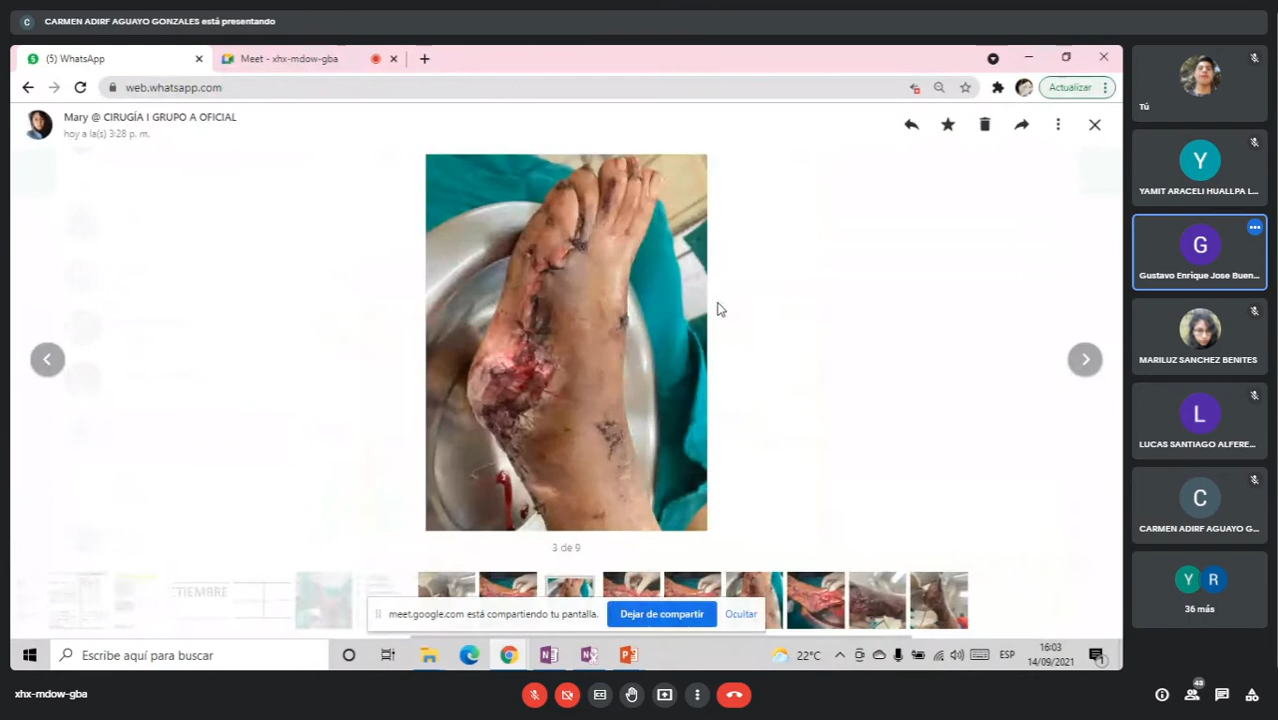 C CARMEN ADIRF AGUAYO GONZALES está presentando
(5) WhatsApp
Meet - xhx-mdow-gba
web.whatsapp.com
Actualizar
Mary @ CIRUGÍA I GRUPO A OFICIAL
hoy a la(s) 3:28 p. m.
3 de 9
TIEMBRE
meet.google.com está compartiendo tu pantalla.
Dejar de compartir
Ocultar
Escribe aquí para buscar
22°C
ESP
16:03
14/09/2021
1
Tú
Y
YAMIT ARACELI HUALLPA L...
G
Gustavo Enrique Jose Buen...
MARILUZ SANCHEZ BENITES
L
LUCAS SANTIAGO ALFERE...
C
CARMEN ADIRF AGUAYO G...
Y R
36 más
xhx-mdow-gba
43